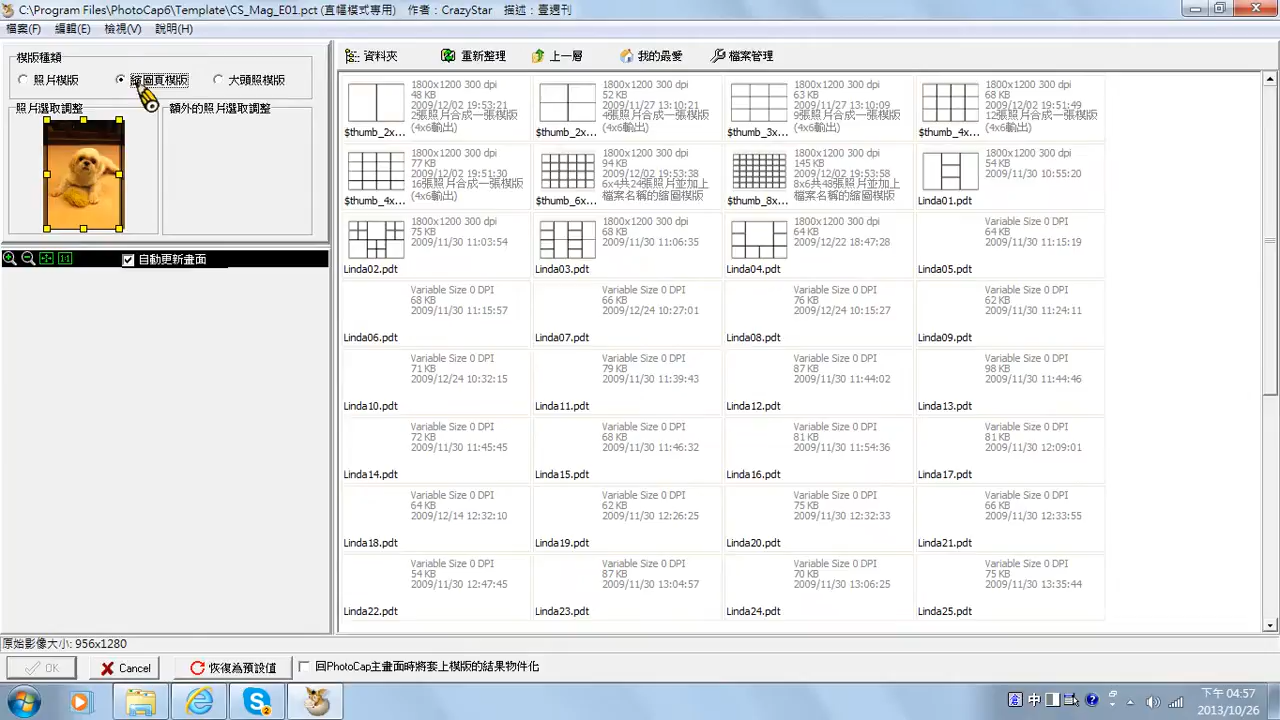 C:\Program Files\PhotoCap6\Template\CS_Mag_E01.pct (直幅模式專用)　作者：CrazyStar　描述：壹週刊
檔案(F) 編輯(E) 檢視(V) 說明(H)
模版種類
照片模版 縮圖頁模版 大頭照模版
照片選取調整 額外的照片選取調整
自動更新畫面
資料夾 重新整理 上一層 我的最愛 檔案管理
1800x1200 300 dpi
48 KB
2009/12/02 19:53:21
2張照片合成一張模版
(4x6輸出)
$thumb_2x...
1800x1200 300 dpi
52 KB
2009/11/27 13:10:21
4張照片合成一張模版
(4x6輸出)
$thumb_2x...
1800x1200 300 dpi
63 KB
2009/11/27 13:10:09
9張照片合成一張模版
(4x6輸出)
$thumb_3x...
1800x1200 300 dpi
68 KB
2009/12/02 19:51:49
12張照片合成一張模版
(4x6輸出)
$thumb_4x...
1800x1200 300 dpi
77 KB
2009/12/02 19:51:30
16張照片合成一張模版
(4x6輸出)
$thumb_4x...
1800x1200 300 dpi
94 KB
2009/12/02 19:53:38
6x4共24張照片並加上
檔案名稱的縮圖模版
$thumb_6x...
1800x1200 300 dpi
145 KB
2009/12/02 19:53:58
8x6共48張照片並加上
檔案名稱的縮圖模版
$thumb_8x...
1800x1200 300 dpi
54 KB
2009/11/30 10:55:20
Linda01.pdt
1800x1200 300 dpi
75 KB
2009/11/30 11:03:54
Linda02.pdt
1800x1200 300 dpi
68 KB
2009/11/30 11:06:35
Linda03.pdt
1800x1200 300 dpi
64 KB
2009/12/22 18:47:28
Linda04.pdt
Variable Size 0 DPI
64 KB
2009/11/30 11:15:19
Linda05.pdt
Variable Size 0 DPI
68 KB
2009/11/30 11:15:57
Linda06.pdt
Variable Size 0 DPI
66 KB
2009/12/24 10:27:01
Linda07.pdt
Variable Size 0 DPI
76 KB
2009/12/24 10:15:27
Linda08.pdt
Variable Size 0 DPI
62 KB
2009/11/30 11:24:11
Linda09.pdt
Variable Size 0 DPI
71 KB
2009/12/24 10:32:15
Linda10.pdt
Variable Size 0 DPI
79 KB
2009/11/30 11:39:43
Linda11.pdt
Variable Size 0 DPI
87 KB
2009/11/30 11:44:02
Linda12.pdt
Variable Size 0 DPI
98 KB
2009/11/30 11:44:46
Linda13.pdt
Variable Size 0 DPI
72 KB
2009/11/30 11:45:45
Linda14.pdt
Variable Size 0 DPI
68 KB
2009/11/30 11:46:32
Linda15.pdt
Variable Size 0 DPI
81 KB
2009/11/30 11:54:36
Linda16.pdt
Variable Size 0 DPI
81 KB
2009/11/30 12:09:01
Linda17.pdt
Variable Size 0 DPI
64 KB
2009/12/14 12:32:10
Linda18.pdt
Variable Size 0 DPI
62 KB
2009/11/30 12:26:25
Linda19.pdt
Variable Size 0 DPI
75 KB
2009/11/30 12:32:33
Linda20.pdt
Variable Size 0 DPI
66 KB
2009/11/30 12:33:55
Linda21.pdt
Variable Size 0 DPI
54 KB
2009/11/30 12:47:45
Linda22.pdt
Variable Size 0 DPI
87 KB
2009/11/30 13:04:57
Linda23.pdt
Variable Size 0 DPI
70 KB
2009/11/30 13:06:25
Linda24.pdt
Variable Size 0 DPI
75 KB
2009/11/30 13:35:44
Linda25.pdt
原始影像大小: 956x1280
OK Cancel 恢復為預設值 回PhotoCap主畫面時將套上模版的結果物件化
中
下午 04:57
2013/10/26